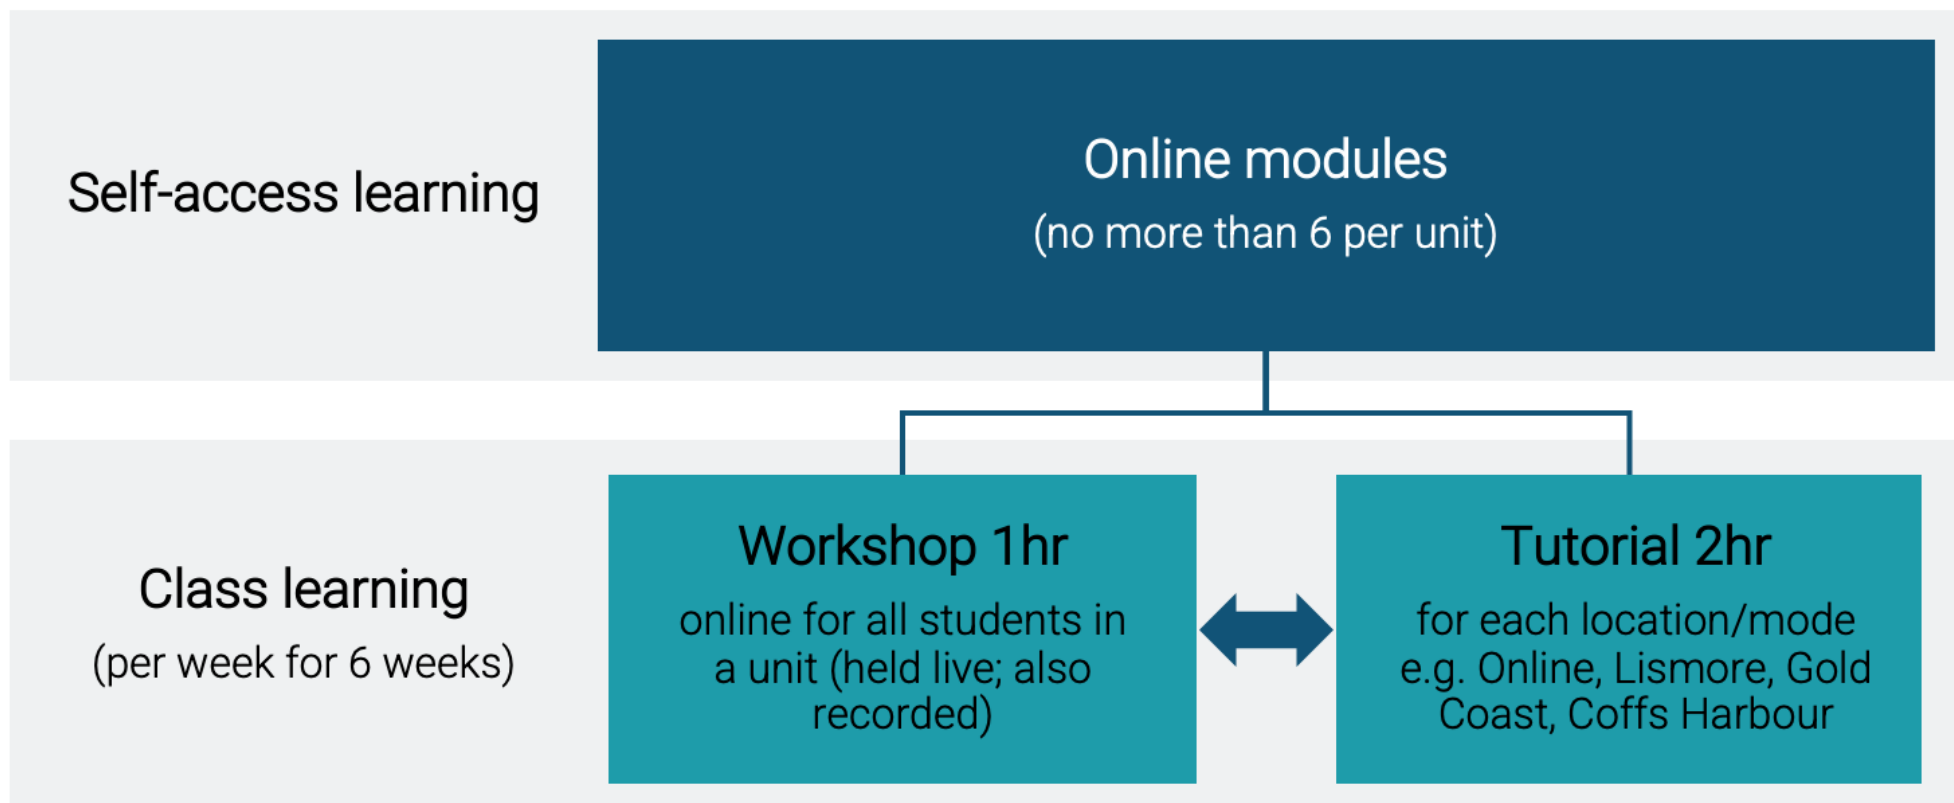 Self-access learning
Online modules
(no more than 6 per unit)
Class learning
(per week for 6 weeks)
Workshop 1hr
online for all students in
a unit (held live; also
recorded)
Tutorial 2hr
for each location/mode
e.g. Online, Lismore, Gold
Coast, Coffs Harbour